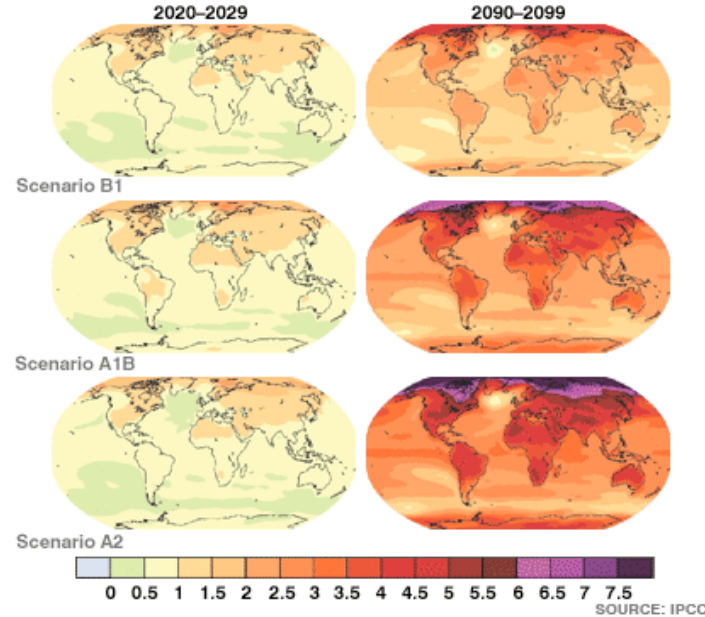 2020–2029 2090–2099
Scenario B1
Scenario A1B
Scenario A2
0 0.5 1 1.5 2 2.5 3 3.5 4 4.5 5 5.5 6 6.5 7 7.5
SOURCE: IPCC